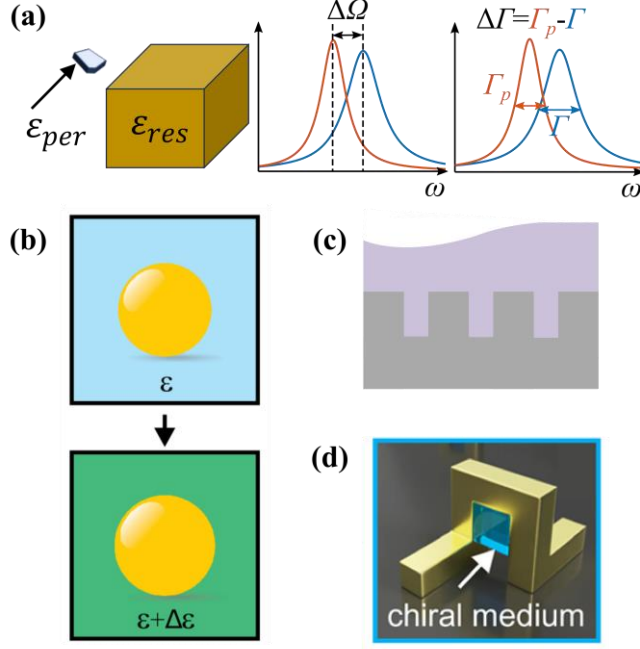 (a)
ΔΩ
ΔΓ=Γp-Γ
εper
εres
Γp
Γ
ω
ω
(b)
(c)
ε
(d)
ε+Δε
chiral medium